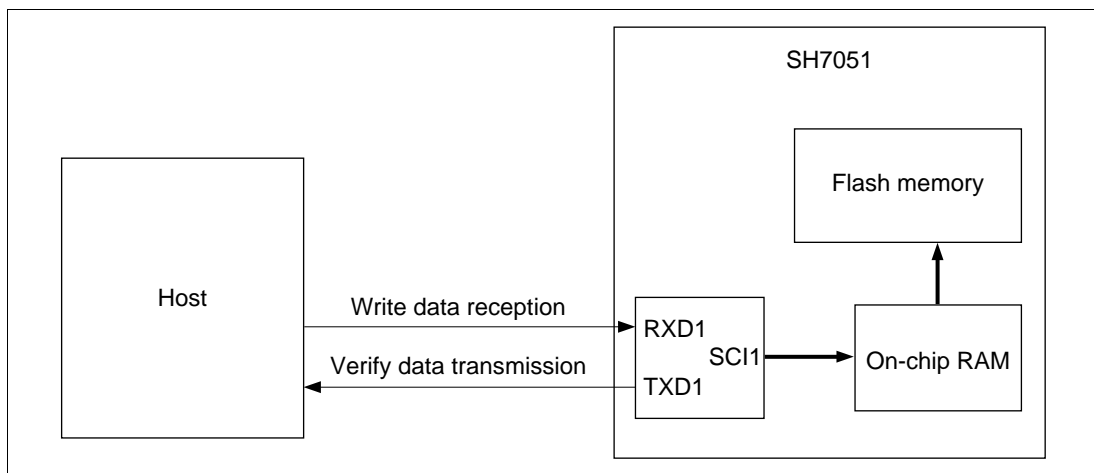 SH7051
Flash memory
Host
Write data reception
RXD1
SCI1
On-chip RAM
Verify data transmission
TXD1